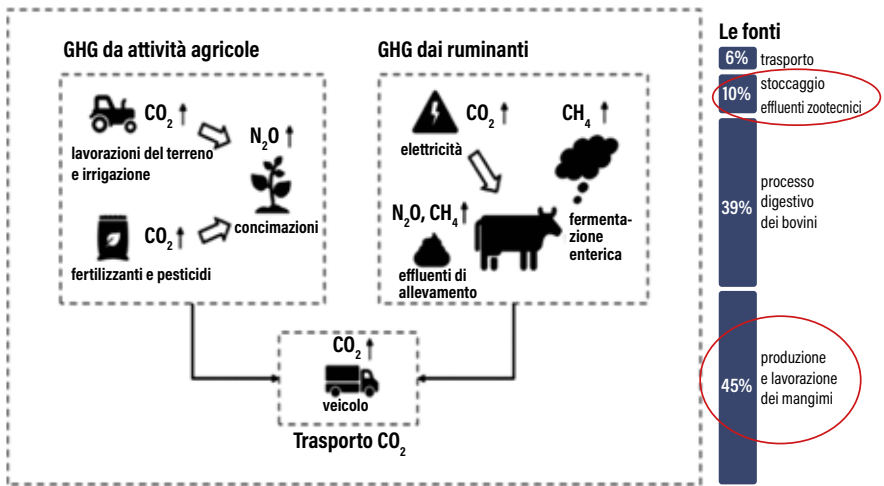 GHG da attività agricole
CO₂ ↑
lavorazioni del terreno
e irrigazione
N₂O ↑
concimazioni
CO₂ ↑
fertilizzanti e pesticidi
GHG dai ruminanti
CO₂ ↑
elettricità
CH₄ ↑
fermenta-
zione
enterica
N₂O, CH₄ ↑
effluenti di
allevamento
CO₂ ↑
veicolo
Trasporto CO₂
Le fonti
6% trasporto
10% stoccaggio
effluenti zootecnici
39% processo
digestivo
dei bovini
45% produzione
e lavorazione
dei mangimi